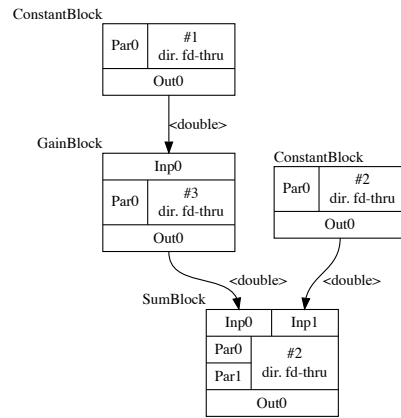 ConstantBlock
Par0
#1
dir. fd-thru
Out0
<double>
GainBlock
Inp0
Par0
#3
dir. fd-thru
Out0
ConstantBlock
Par0
#2
dir. fd-thru
Out0
<double>
<double>
SumBlock
Inp0
Inp1
Par0
Par1
#2
dir. fd-thru
Out0